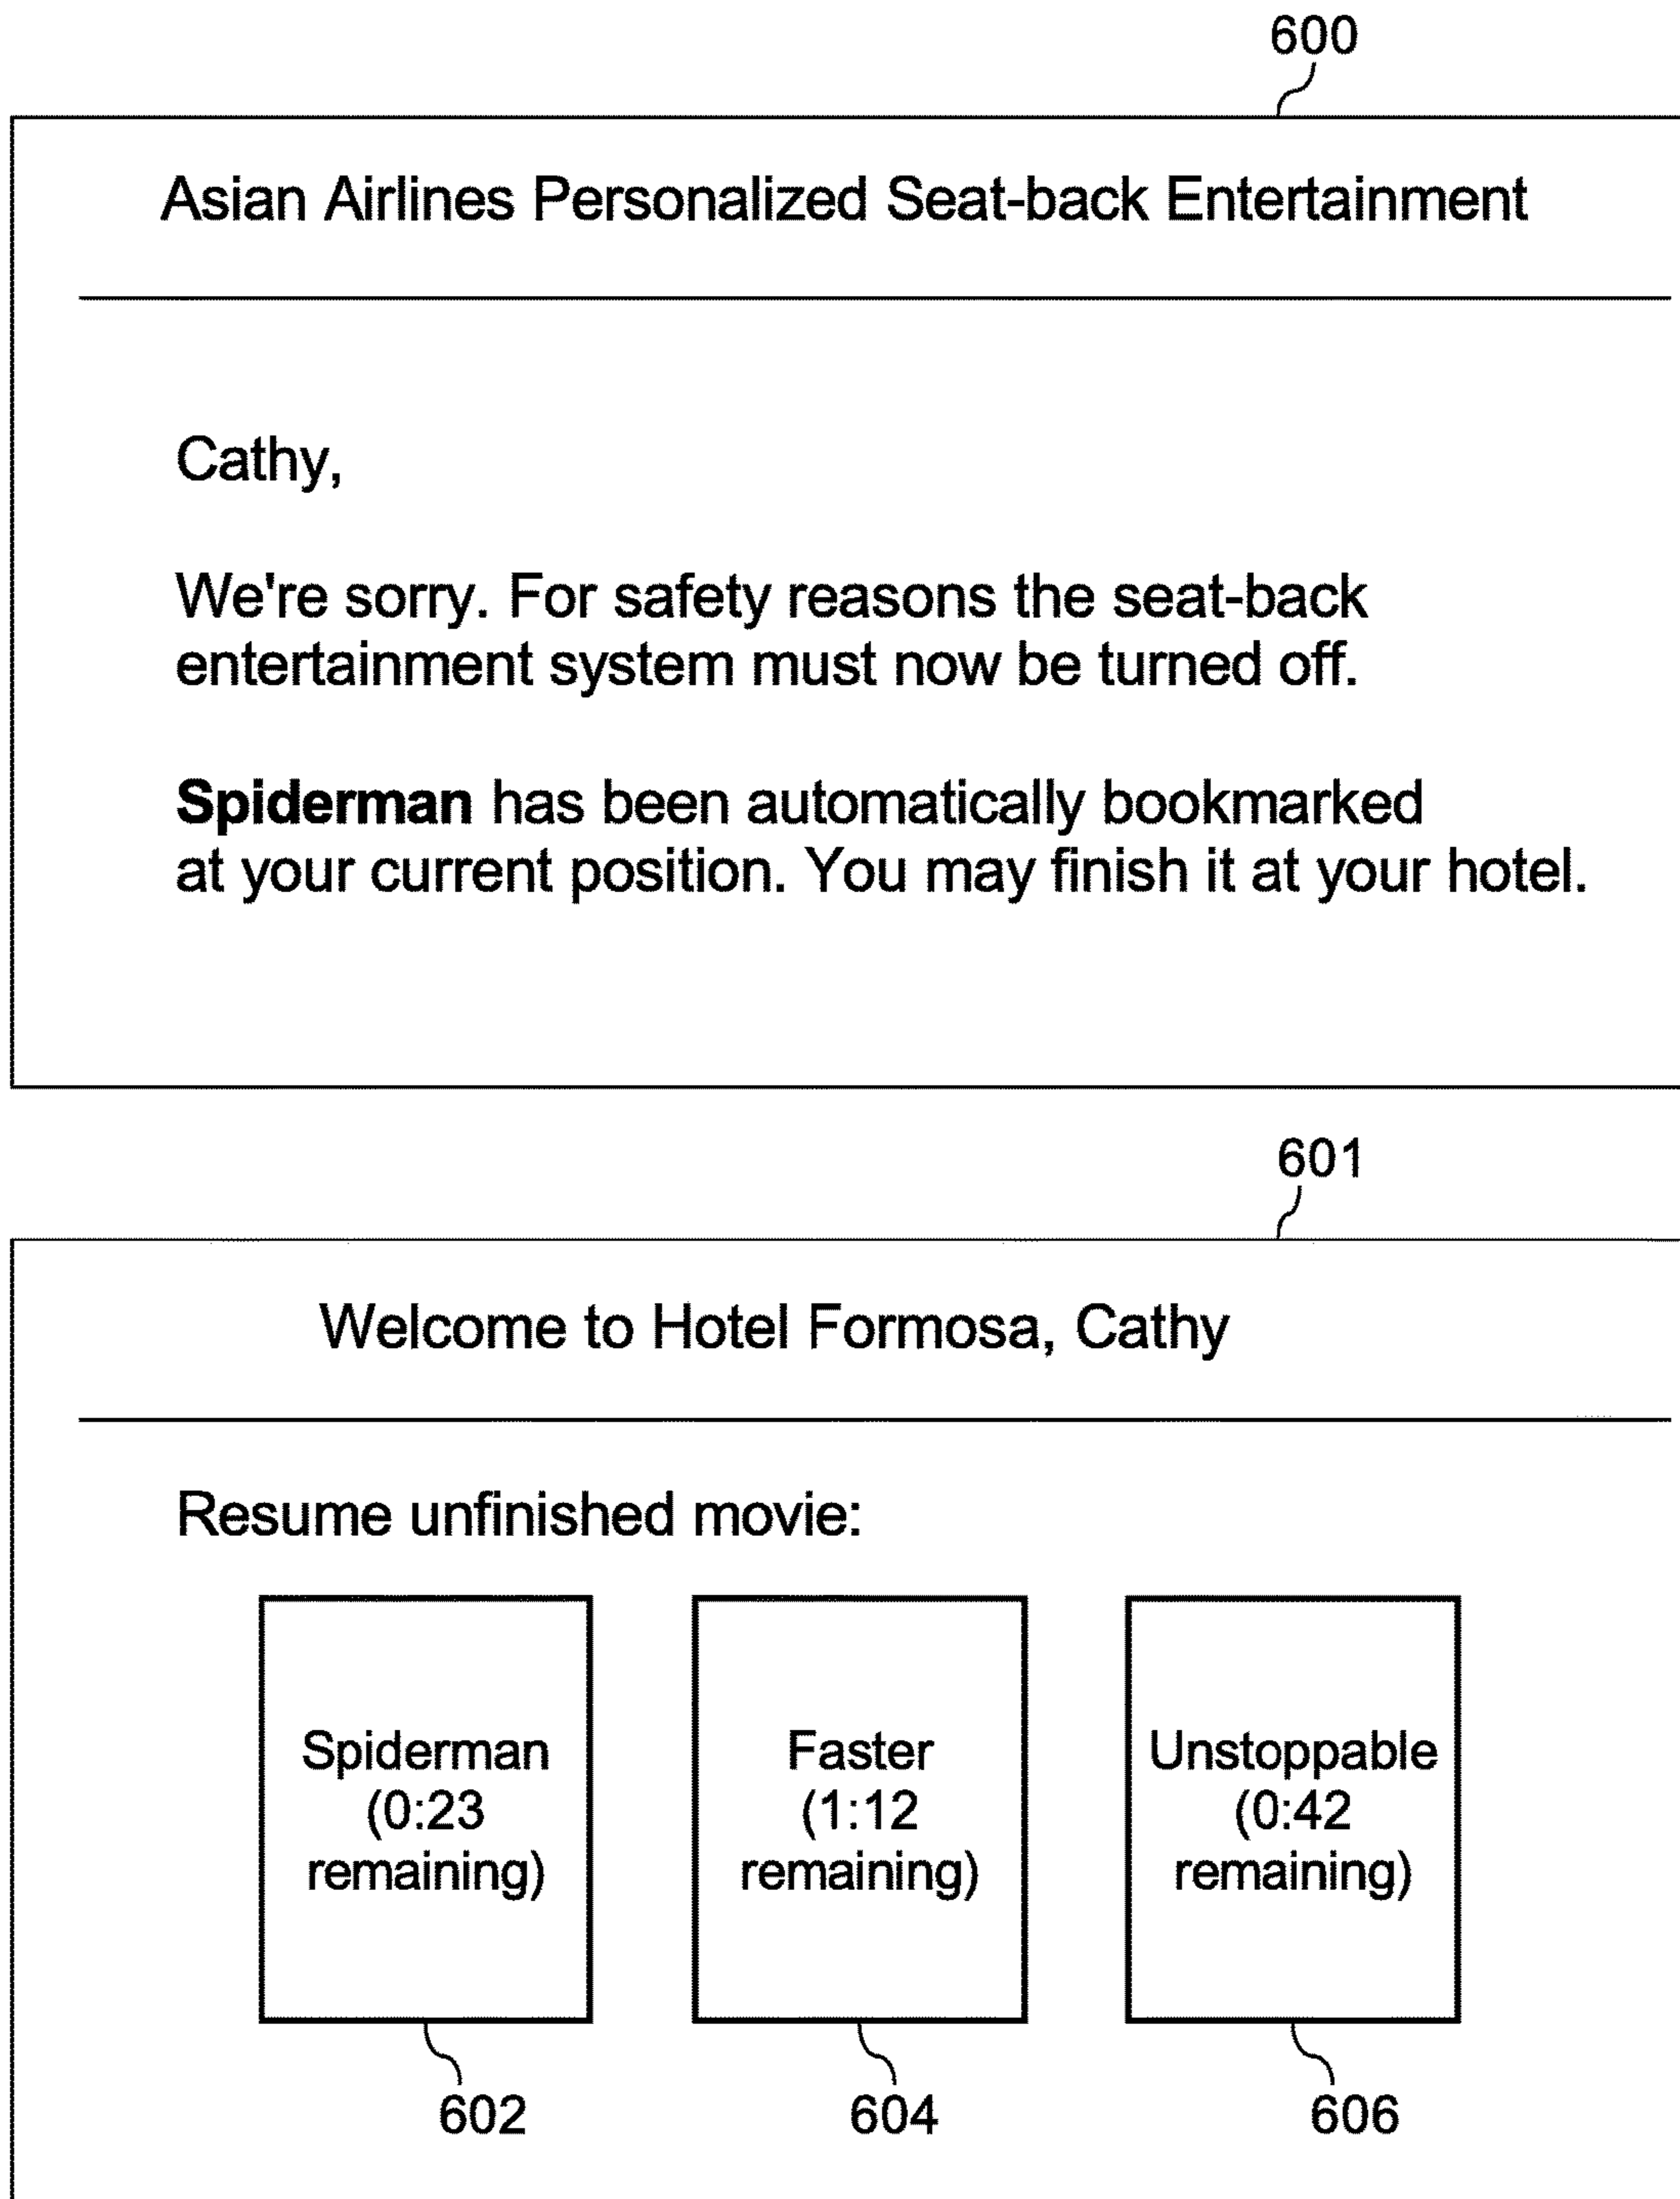 600
Asian Airlines Personalized Seat-back Entertainment
Cathy,
We're sorry. For safety reasons the seat-back
entertainment system must now be turned off.
Spiderman has been automatically bookmarked
at your current position. You may finish it at your hotel.
601
Welcome to Hotel Formosa, Cathy
Resume unfinished movie:
Spiderman
(0:23
remaining)
Faster
(1:12
remaining)
Unstoppable
(0:42
remaining)
602
604
606